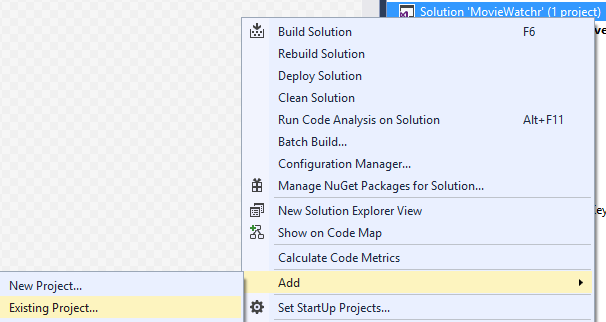 Solution 'MovieWatchr' (1 project)
Build Solution F6
Rebuild Solution
Deploy Solution
Clean Solution
Run Code Analysis on Solution Alt+F11
Batch Build...
Configuration Manager...
Manage NuGet Packages for Solution...
New Solution Explorer View
Show on Code Map
Calculate Code Metrics
Add
New Project...
Existing Project...
Set StartUp Projects...